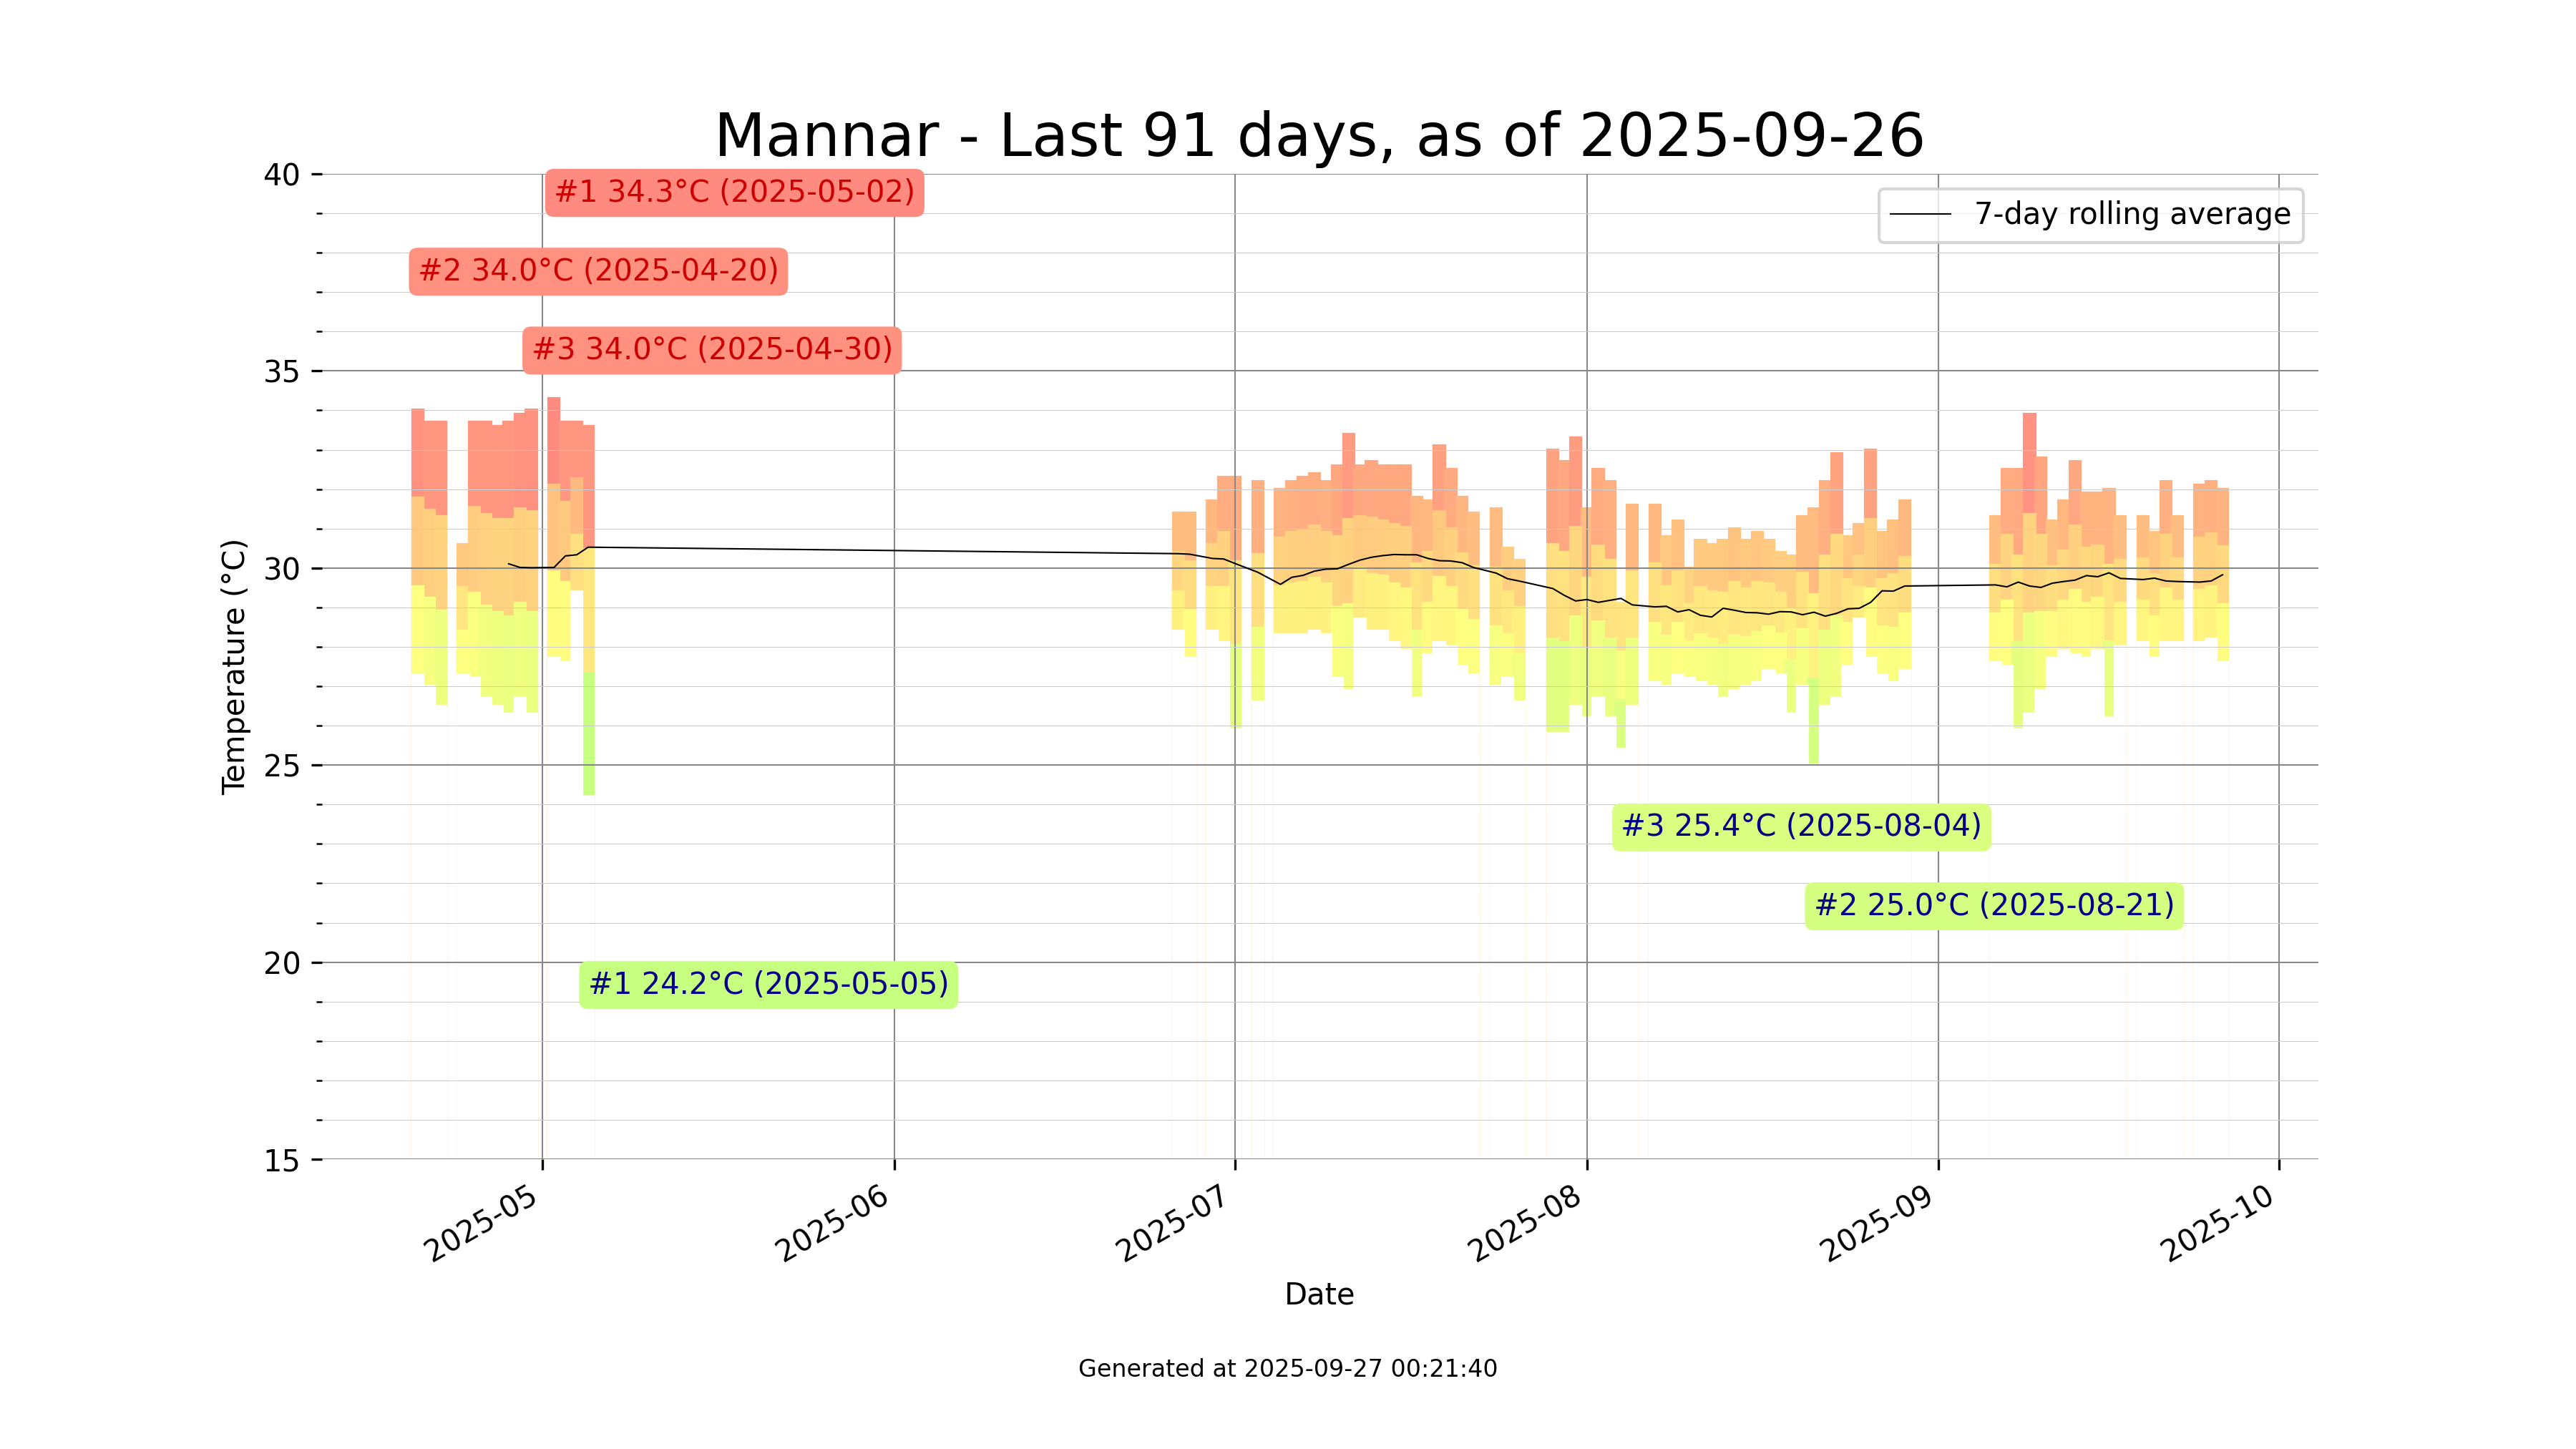 Mannar - Last 91 days, as of 2025-09-26
40
35
30
25
20
15
Temperature (°C)
#1 34.3°C (2025-05-02)
#2 34.0°C (2025-04-20)
#3 34.0°C (2025-04-30)
7-day rolling average
#3 25.4°C (2025-08-04)
#2 25.0°C (2025-08-21)
#1 24.2°C (2025-05-05)
2025-05
2025-06
2025-07
2025-08
2025-09
2025-10
Date
Generated at 2025-09-27 00:21:40